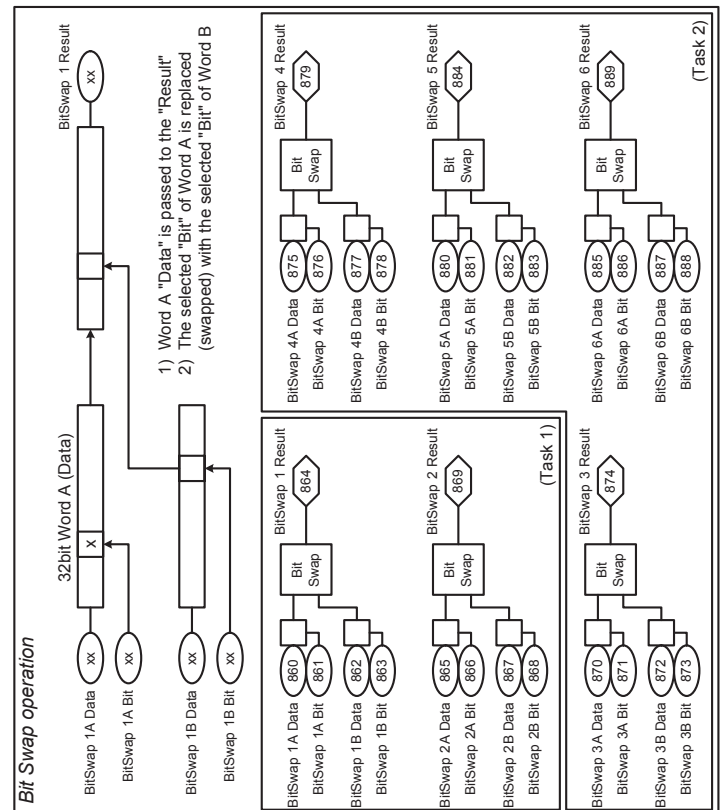 Bit Swap operation
BitSwap 1A Data
xx
32bit Word A (Data)
X
BitSwap 1 Result
xx
BitSwap 1A Bit
xx
BitSwap 1B Data
xx
BitSwap 1B Bit
xx
1) Word A "Data" is passed to the "Result"
2) The selected "Bit" of Word A is replaced
(swapped) with the selected "Bit" of Word B
BitSwap 1A Data
860
BitSwap 1A Bit
861
BitSwap 1B Data
862
BitSwap 1B Bit
863
Bit
Swap
BitSwap 1 Result
864
BitSwap 2A Data
865
BitSwap 2A Bit
866
BitSwap 2B Data
867
BitSwap 2B Bit
868
Bit
Swap
BitSwap 2 Result
869
(Task 1)
BitSwap 3A Data
870
BitSwap 3A Bit
871
BitSwap 3B Data
872
BitSwap 3B Bit
873
Bit
Swap
BitSwap 3 Result
874
BitSwap 4A Data
875
BitSwap 4A Bit
876
BitSwap 4B Data
877
BitSwap 4B Bit
878
Bit
Swap
BitSwap 4 Result
879
BitSwap 5A Data
880
BitSwap 5A Bit
881
BitSwap 5B Data
882
BitSwap 5B Bit
883
Bit
Swap
BitSwap 5 Result
884
BitSwap 6A Data
885
BitSwap 6A Bit
886
BitSwap 6B Data
887
BitSwap 6B Bit
888
Bit
Swap
BitSwap 6 Result
889
(Task 2)